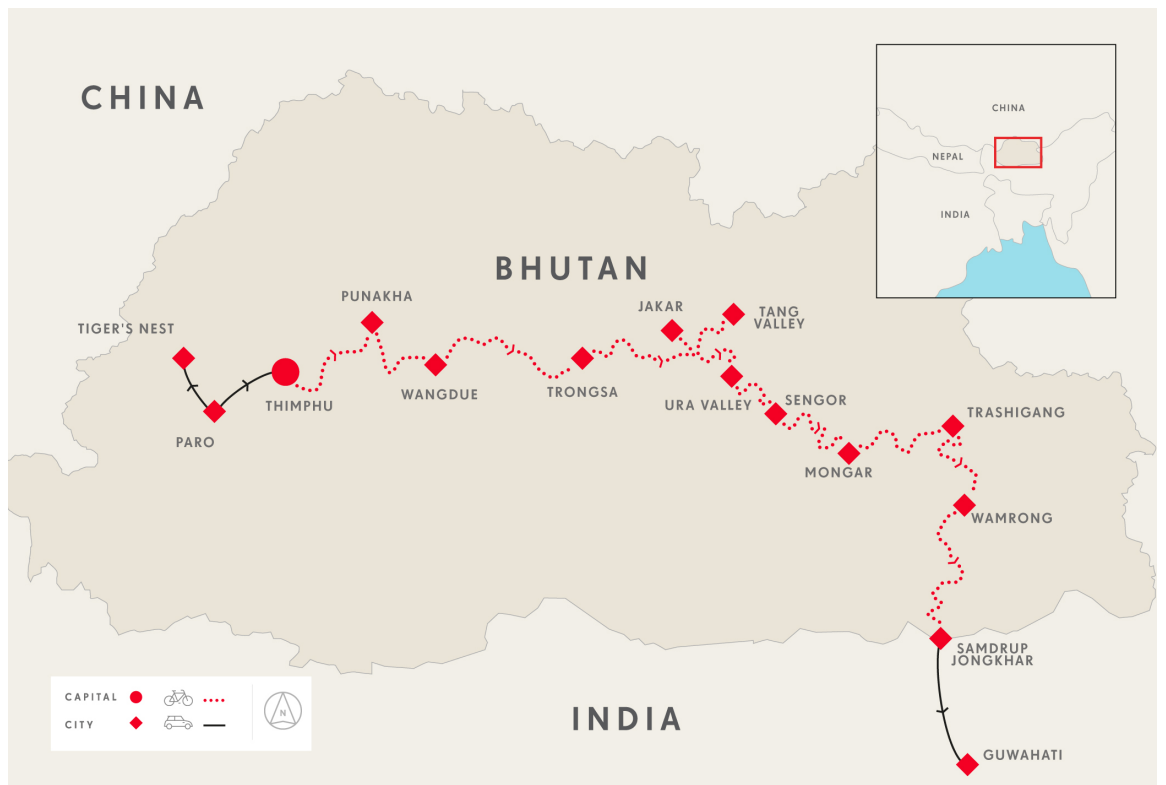 CHINA
CHINA
NEPAL
INDIA
BHUTAN
PUNAKHA
JAKAR
TANG
VALLEY
TIGER'S NEST
WANGDUE
TRONGSA
THIMPHU
URA VALLEY
SENGOR
TRASHIGANG
PARO
MONGAR
WAMRONG
SAMDRUP
JONGKHAR
CAPITAL
CITY
N
INDIA
GUWAHATI